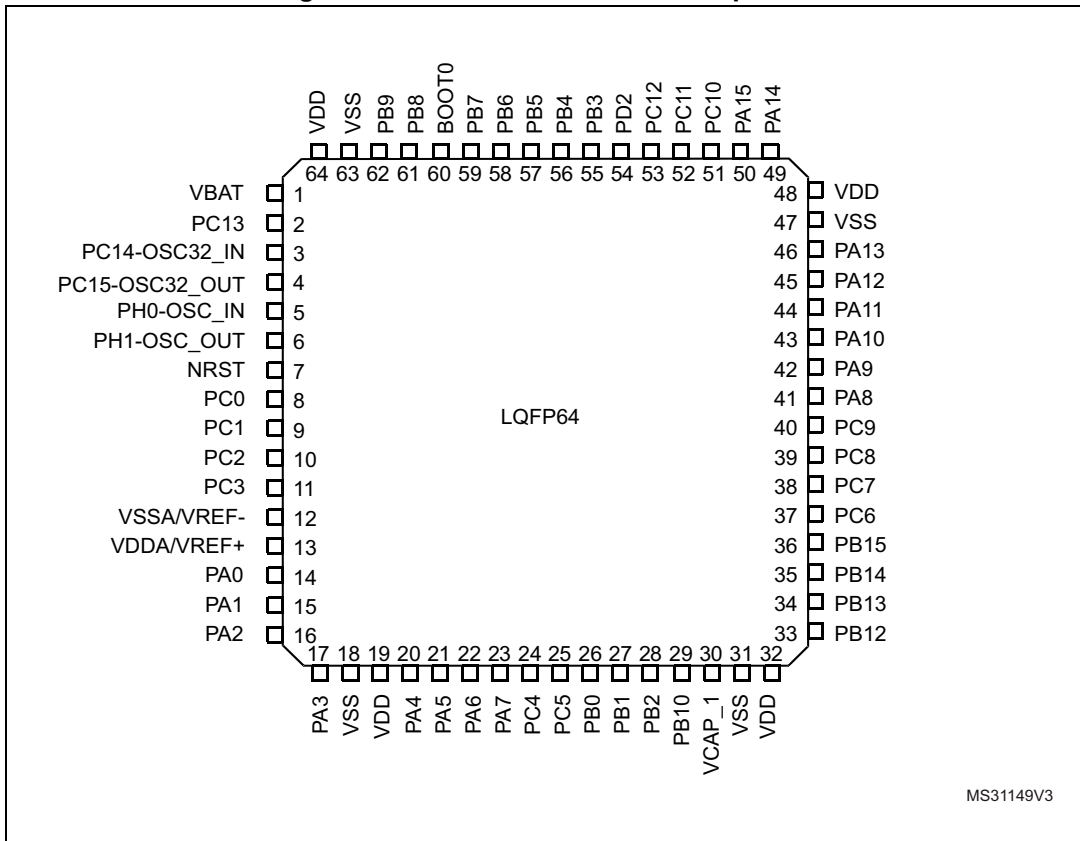 VDD
VSS
PB9
PB8
BOOT0
PB7
PB6
PB5
PB4
PB3
PD2
PC12
PC11
PC10
PA15
PA14
64 63 62 61 60 59 58 57 56 55 54 53 52 51 50 49
VBAT 1
PC13 2
PC14-OSC32_IN 3
PC15-OSC32_OUT 4
PH0-OSC_IN 5
PH1-OSC_OUT 6
NRST 7
PC0 8
PC1 9
PC2 10
PC3 11
VSSA/VREF- 12
VDDA/VREF+ 13
PA0 14
PA1 15
PA2 16
LQFP64
48 VDD
47 VSS
46 PA13
45 PA12
44 PA11
43 PA10
42 PA9
41 PA8
40 PC9
39 PC8
38 PC7
37 PC6
36 PB15
35 PB14
34 PB13
33 PB12
17 18 19 20 21 22 23 24 25 26 27 28 29 30 31 32
PA3
VSS
VDD
PA4
PA5
PA6
PA7
PC4
PC5
PB0
PB1
PB2
PB10
VCAP_1
VSS
VDD
MS31149V3